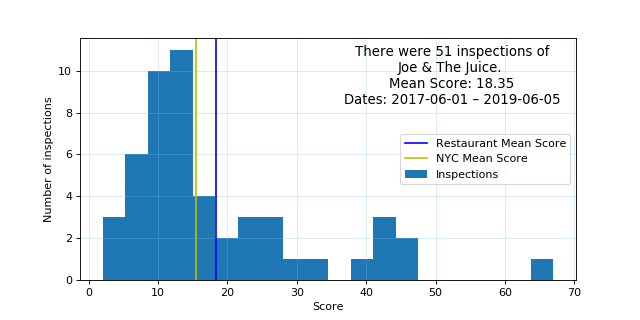 There were 51 inspections of
Joe & The Juice.
Mean Score: 18.35
Dates: 2017-06-01 – 2019-06-05
Restaurant Mean Score
NYC Mean Score
Inspections
Number of inspections
10
8
6
4
2
0
0 10 20 30 40 50 60 70
Score